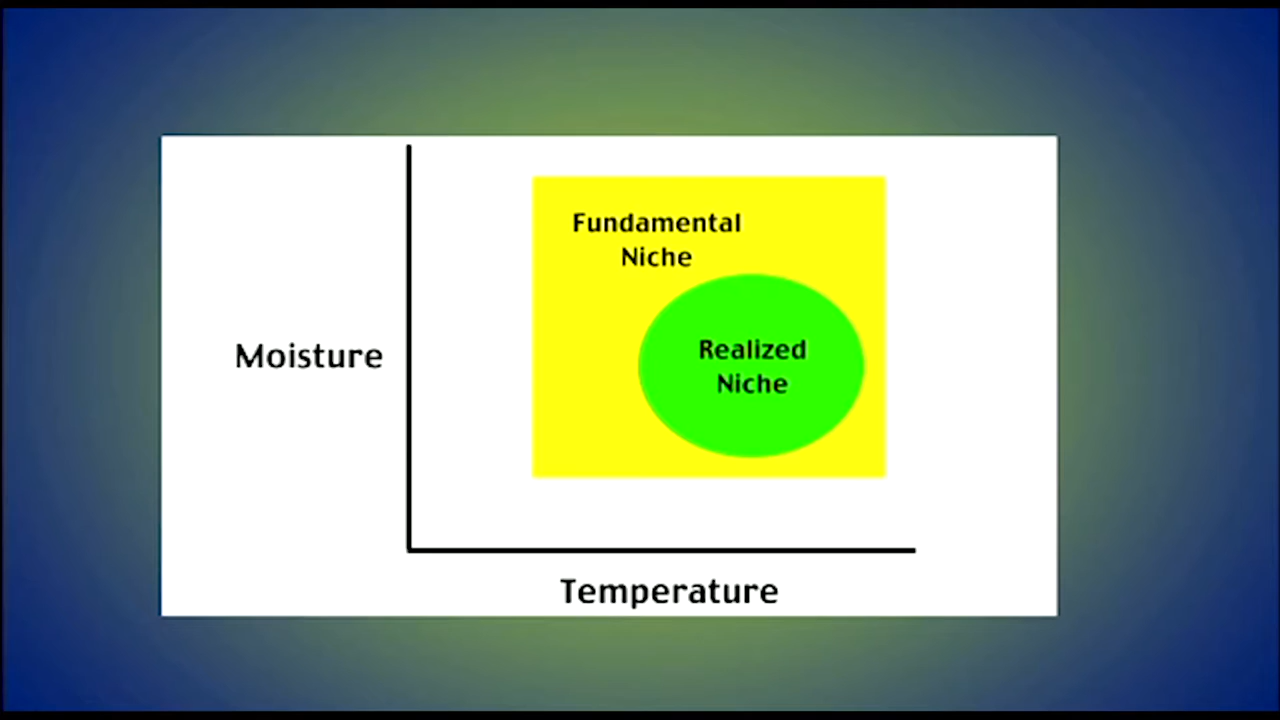 Fundamental
Niche
Realized
Niche
Moisture
Temperature